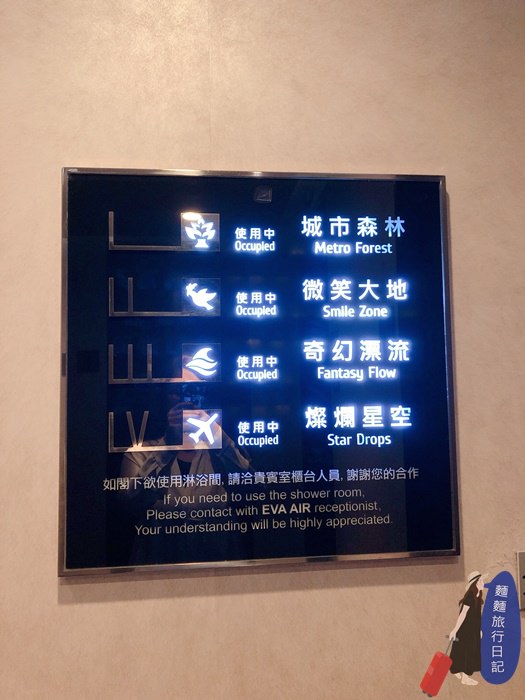 使用中 城市森林
Occupied Metro Forest
使用中 微笑大地
Occupied Smile Zone
使用中 奇幻漂流
Occupied Fantasy Flow
使用中 燦爛星空
Occupied Star Drops
如閣下欲使用淋浴間, 請洽貴賓室櫃台人員, 謝謝您的合作
If you need to use the shower room,
Please contact with EVA AIR receptionist,
Your understanding will be highly appreciated.
麵麵旅行日記